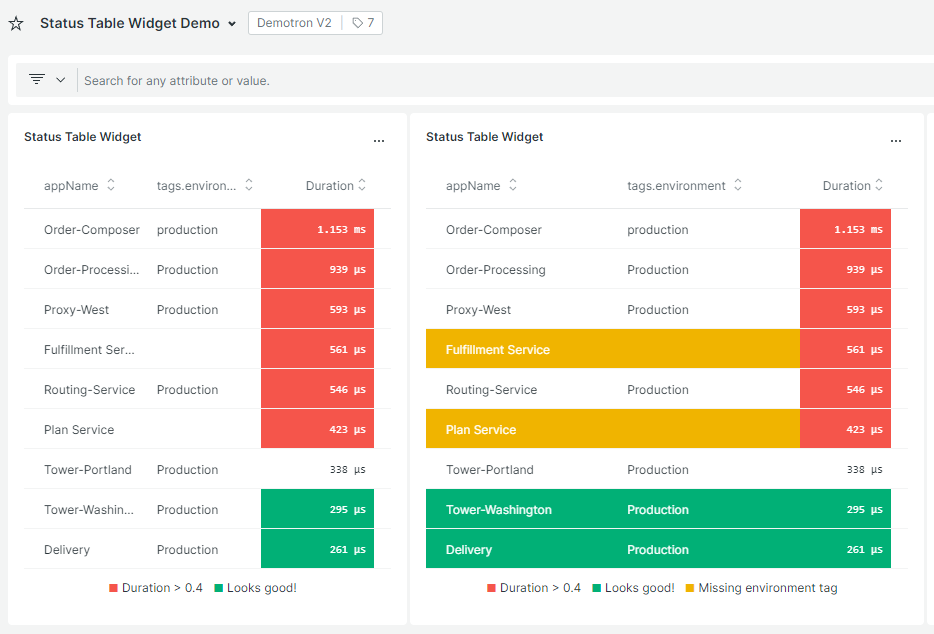 Status Table Widget Demo Demotron V2 7
Search for any attribute or value.
Status Table Widget ...
appName tags.environ... Duration
Order-Composer production 1.153 ms
Order-Processi... Production 939 µs
Proxy-West Production 593 µs
Fulfillment Ser... 561 µs
Routing-Service Production 546 µs
Plan Service 423 µs
Tower-Portland Production 338 µs
Tower-Washin... Production 295 µs
Delivery Production 261 µs
Duration > 0.4 Looks good!
Status Table Widget ...
appName tags.environment Duration
Order-Composer production 1.153 ms
Order-Processing Production 939 µs
Proxy-West Production 593 µs
Fulfillment Service 561 µs
Routing-Service Production 546 µs
Plan Service 423 µs
Tower-Portland Production 338 µs
Tower-Washington Production 295 µs
Delivery Production 261 µs
Duration > 0.4 Looks good! Missing environment tag